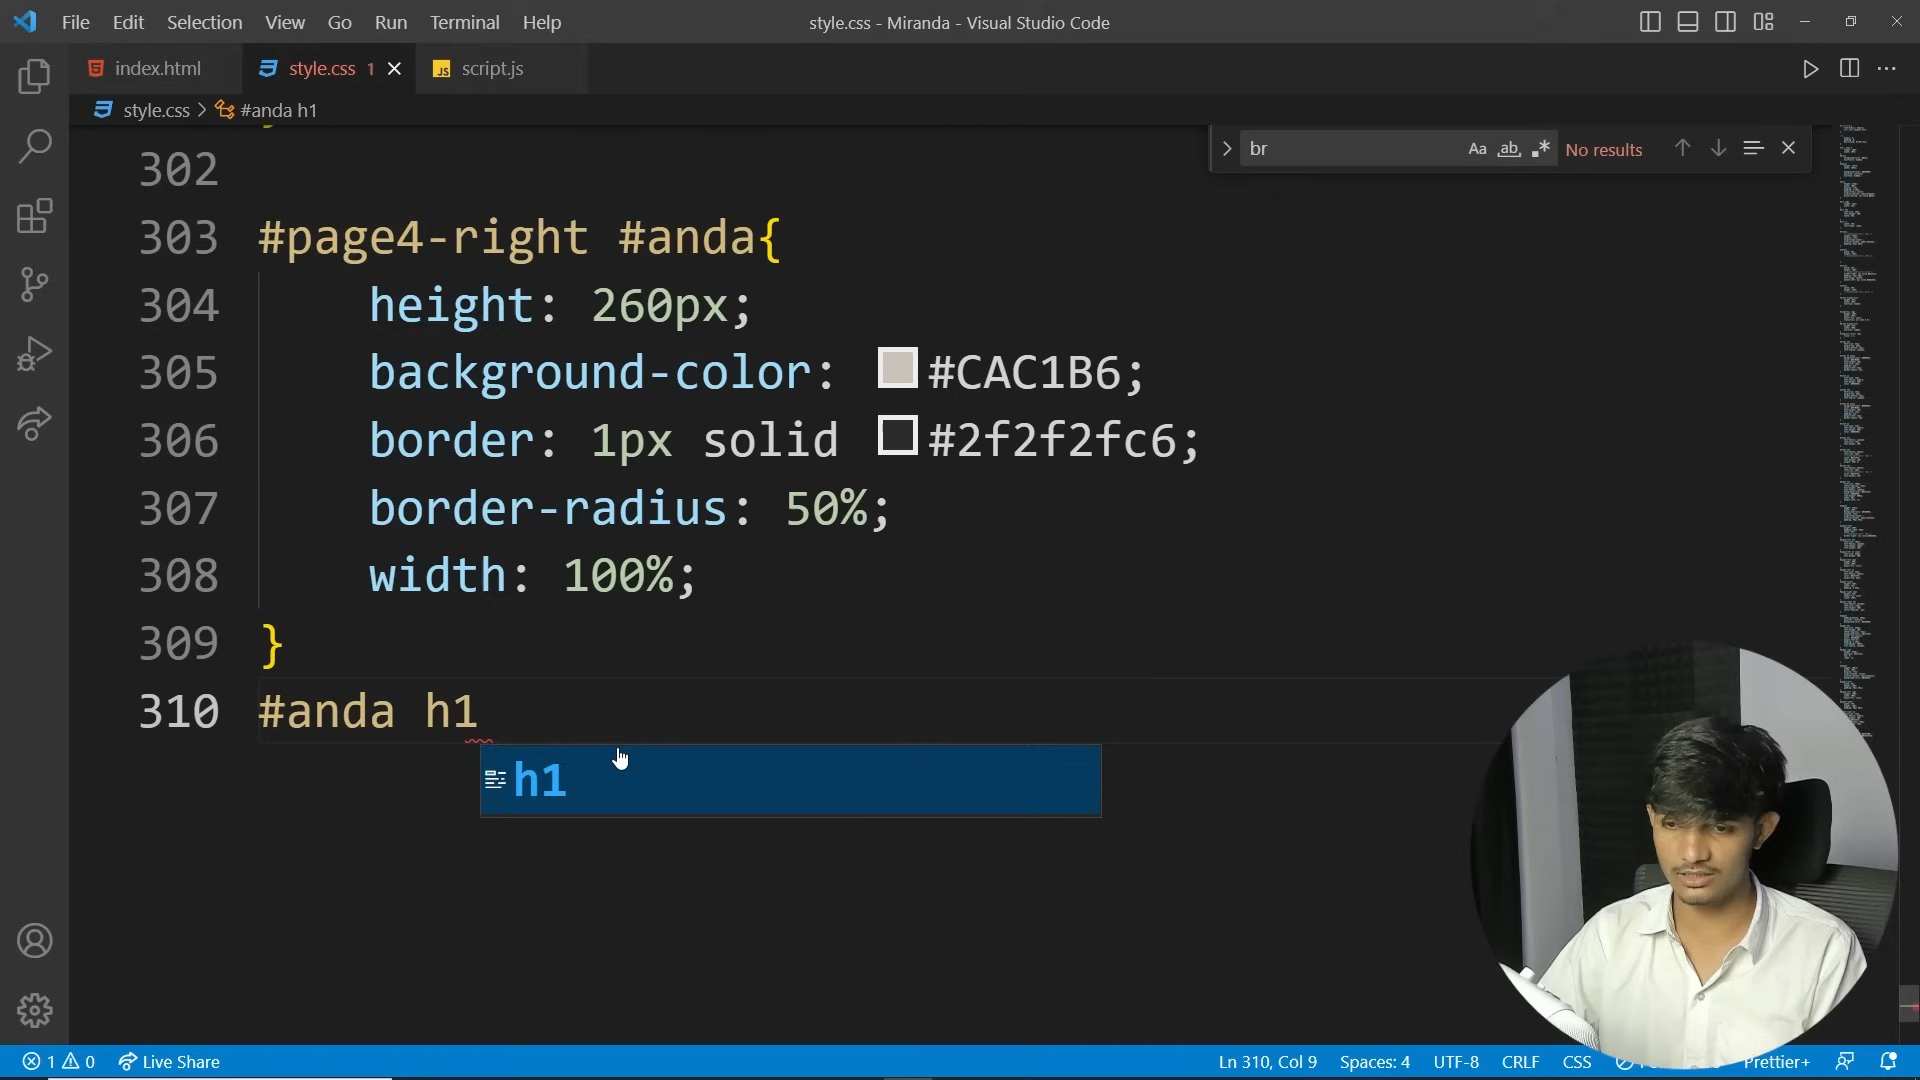 File Edit Selection View Go Run Terminal Help
style.css - Miranda - Visual Studio Code
index.html
style.css 1
JS script.js
style.css > #anda h1
br
Aa ab .*
No results
302
303 #page4-right #anda{
304 height: 260px;
305 background-color: #CAC1B6;
306 border: 1px solid #2f2f2fc6;
307 border-radius: 50%;
308 width: 100%;
309 }
310 #anda h1
h1
1 0 Live Share
Ln 310, Col 9 Spaces: 4 UTF-8 CRLF CSS Prettier+